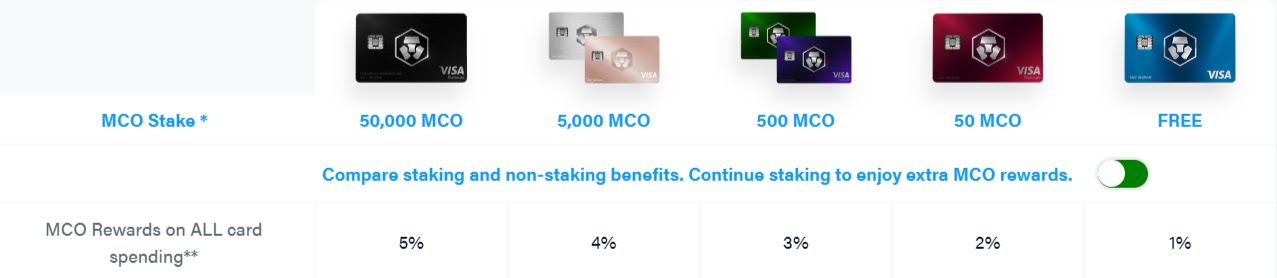 VISA
VISA
VISA
VISA
VISA
MCO Stake *
50,000 MCO
5,000 MCO
500 MCO
50 MCO
FREE
Compare staking and non-staking benefits. Continue staking to enjoy extra MCO rewards.
MCO Rewards on ALL card
spending**
5%
4%
3%
2%
1%